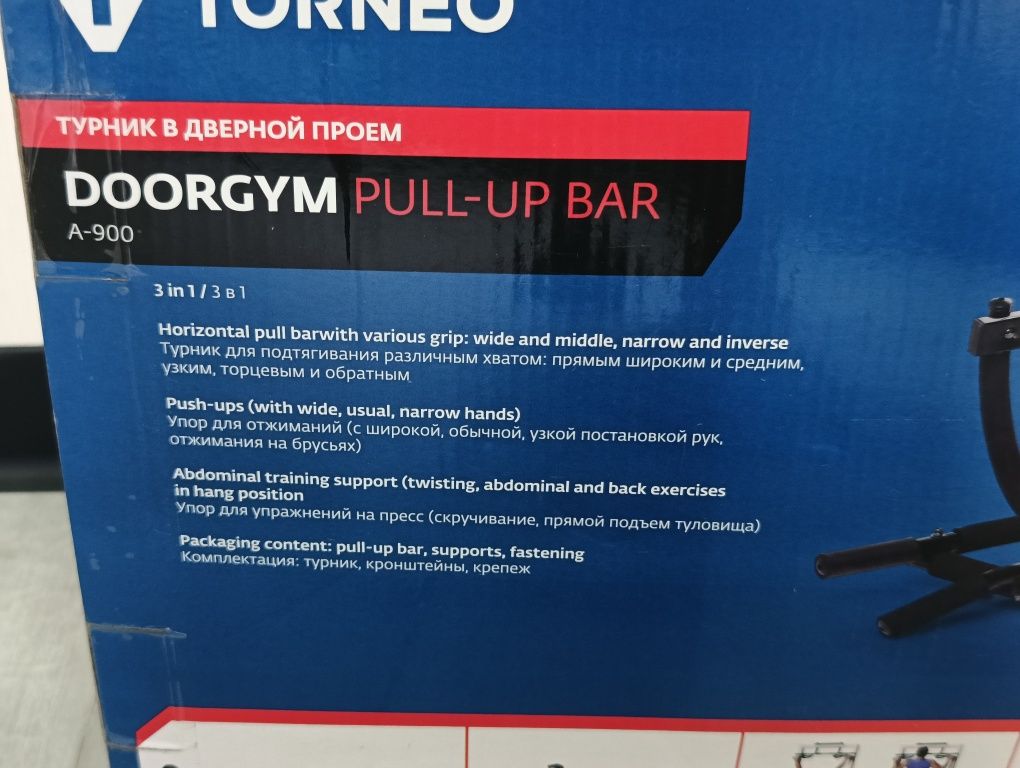 TORNEO
ТУРНИК В ДВЕРНОЙ ПРОЕМ
DOORGYM PULL-UP BAR
A-900
3 in 1 / 3 в 1
Horizontal pull barwith various grip: wide and middle, narrow and inverse
Турник для подтягивания различным хватом: прямым широким и средним,
узким, торцевым и обратным
Push-ups (with wide, usual, narrow hands)
Упор для отжиманий (с широкой, обычной, узкой постановкой рук,
отжимания на брусьях)
Abdominal training support (twisting, abdominal and back exercises
in hang position
Упор для упражнений на пресс (скручивание, прямой подъем туловища)
Packaging content: pull-up bar, supports, fastening
Комплектация: турник, кронштейны, крепеж